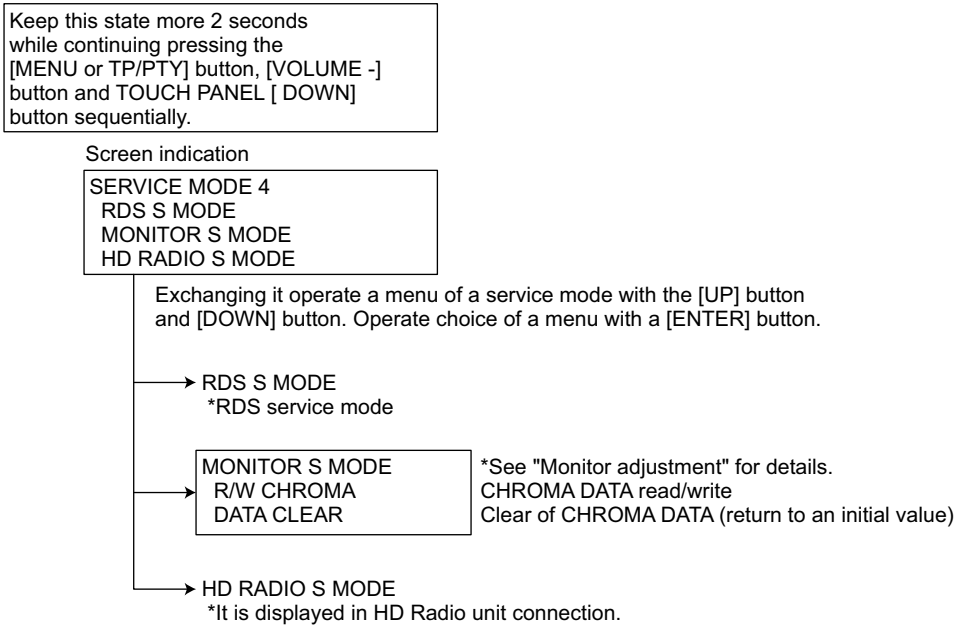 Keep this state more 2 seconds
while continuing pressing the
[MENU or TP/PTY] button, [VOLUME -]
button and TOUCH PANEL [ DOWN]
button sequentially.
Screen indication
SERVICE MODE 4
RDS S MODE
MONITOR S MODE
HD RADIO S MODE
Exchanging it operate a menu of a service mode with the [UP] button
and [DOWN] button. Operate choice of a menu with a [ENTER] button.
RDS S MODE
*RDS service mode
MONITOR S MODE *See "Monitor adjustment" for details.
R/W CHROMA CHROMA DATA read/write
DATA CLEAR Clear of CHROMA DATA (return to an initial value)
HD RADIO S MODE
*It is displayed in HD Radio unit connection.